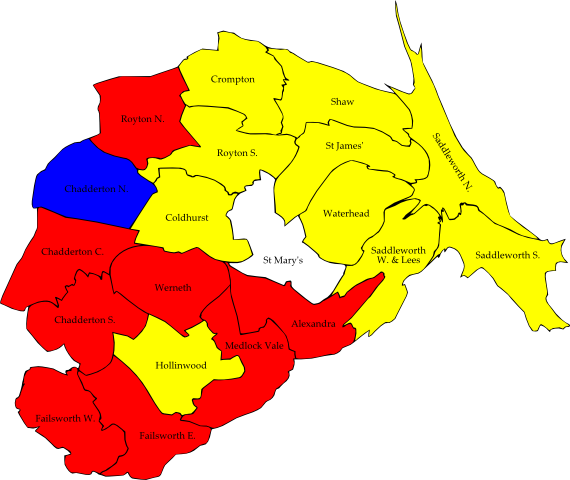 Crompton
Shaw
Royton N.
St James'
Royton S.
Saddleworth N.
Chadderton N
Coldhurst
Waterhead
Chadderton C.
St Mary's
Saddleworth
W. & Lees
Saddleworth S.
Werneth
Chadderton S.
Alexandra
Medlock Vale
Hollinwood
Failsworth W.
Failsworth E.